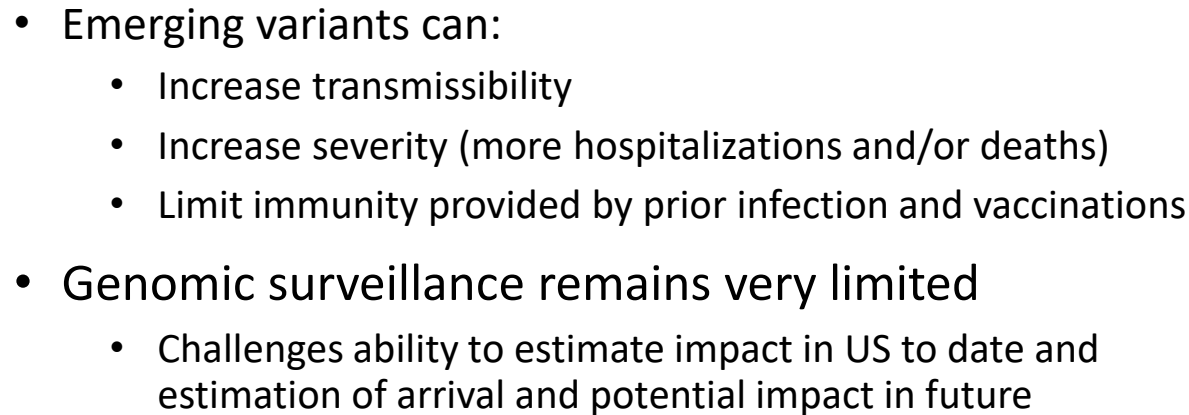 • Emerging variants can:
• Increase transmissibility
• Increase severity (more hospitalizations and/or deaths)
• Limit immunity provided by prior infection and vaccinations
• Genomic surveillance remains very limited
• Challenges ability to estimate impact in US to date and
estimation of arrival and potential impact in future